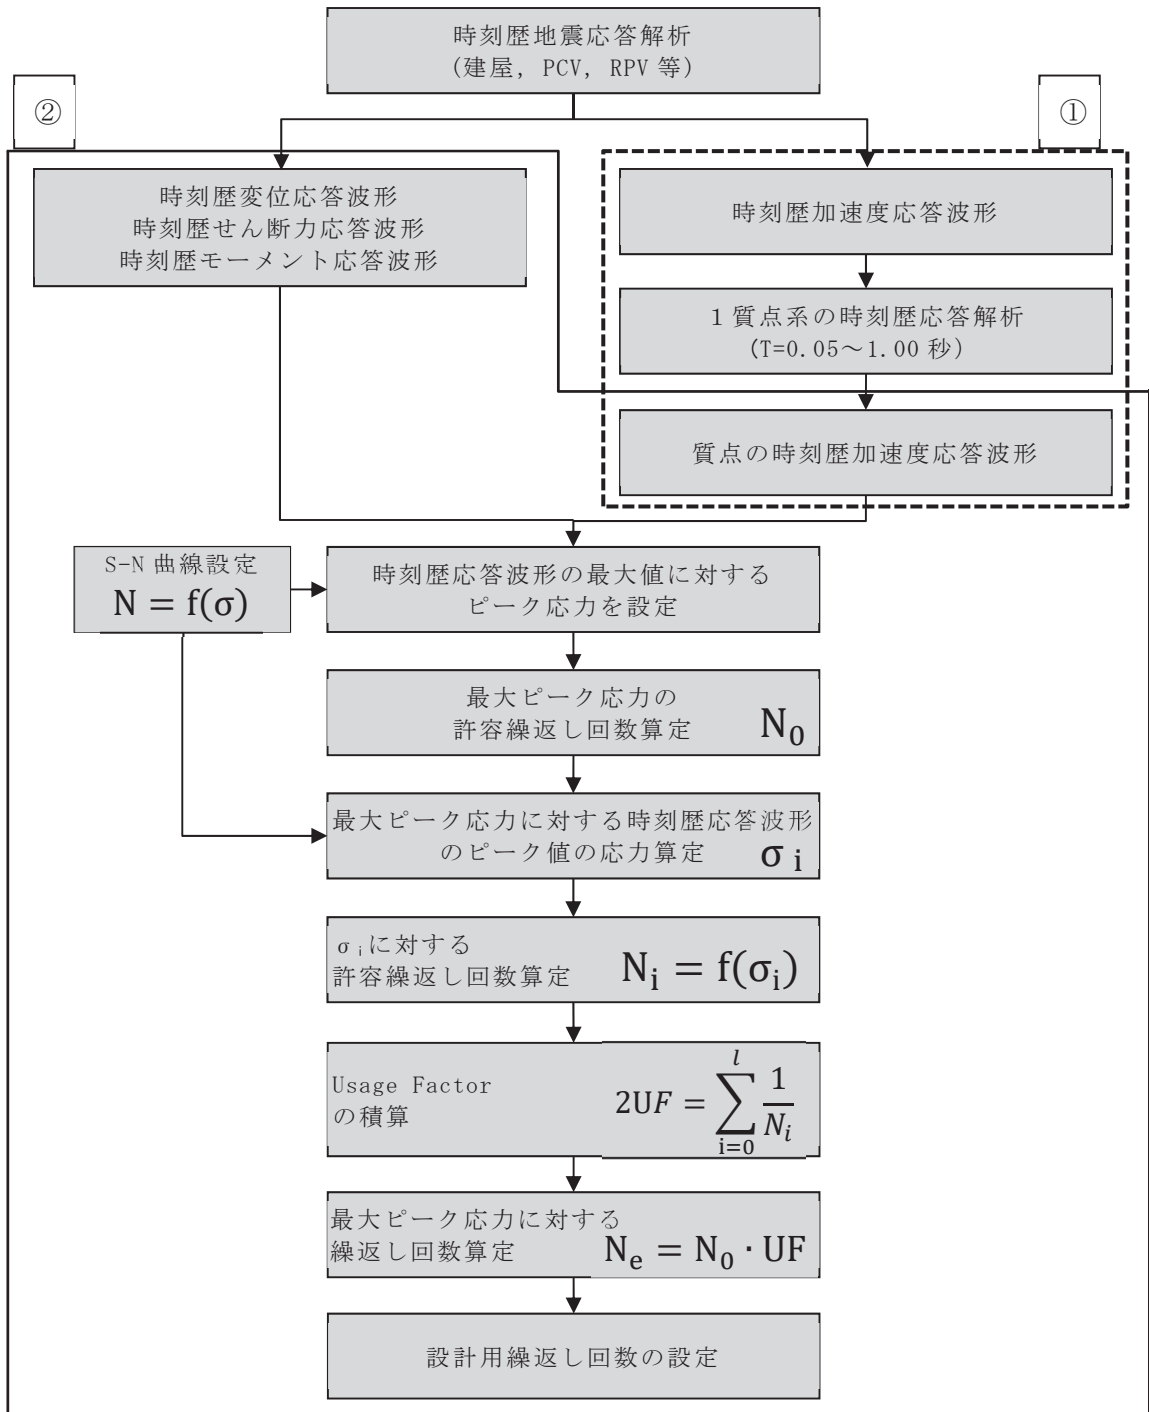 時刻歴地震応答解析
(建屋, PCV, RPV 等)
②
①
時刻歴変位応答波形
時刻歴せん断力応答波形
時刻歴モーメント応答波形
時刻歴加速度応答波形
1 質点系の時刻歴応答解析
(T=0.05～1.00 秒)
質点の時刻歴加速度応答波形
S-N 曲線設定
N = f(σ)
時刻歴応答波形の最大値に対する
ピーク応力を設定
最大ピーク応力の
許容繰返し回数算定 N₀
最大ピーク応力に対する時刻歴応答波形
のピーク値の応力算定 σ i
σ i に対する
許容繰返し回数算定 Nᵢ = f(σᵢ)
Usage Factor
の積算 2UF = ∑_{i=0}^{l} 1/Nᵢ
最大ピーク応力に対する
繰返し回数算定 Nₑ = N₀ · UF
設計用繰返し回数の設定